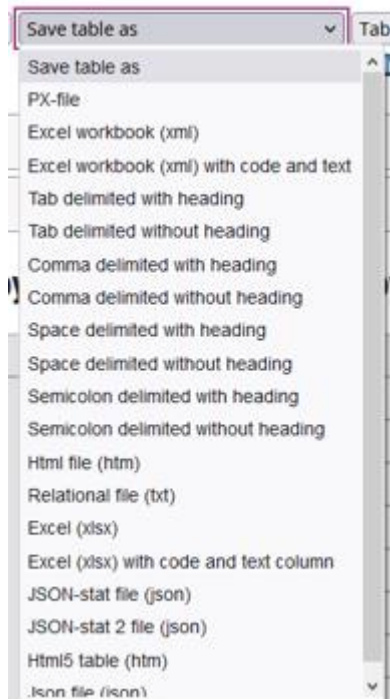 Save table as
Tab
Save table as
PX-file
Excel workbook (xml)
Excel workbook (xml) with code and text
Tab delimited with heading
Tab delimited without heading
Comma delimited with heading
Comma delimited without heading
Space delimited with heading
Space delimited without heading
Semicolon delimited with heading
Semicolon delimited without heading
Html file (htm)
Relational file (txt)
Excel (xlsx)
Excel (xlsx) with code and text column
JSON-stat file (json)
JSON-stat 2 file (json)
Html5 table (htm)
Json file (json)